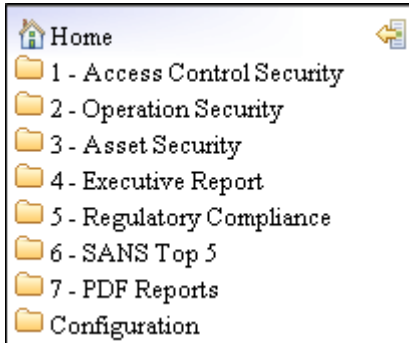 Home
1 - Access Control Security
2 - Operation Security
3 - Asset Security
4 - Executive Report
5 - Regulatory Compliance
6 - SANS Top 5
7 - PDF Reports
Configuration